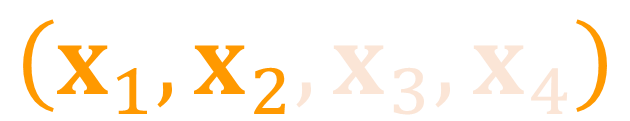 (x₁, x₂, x₃, x₄)